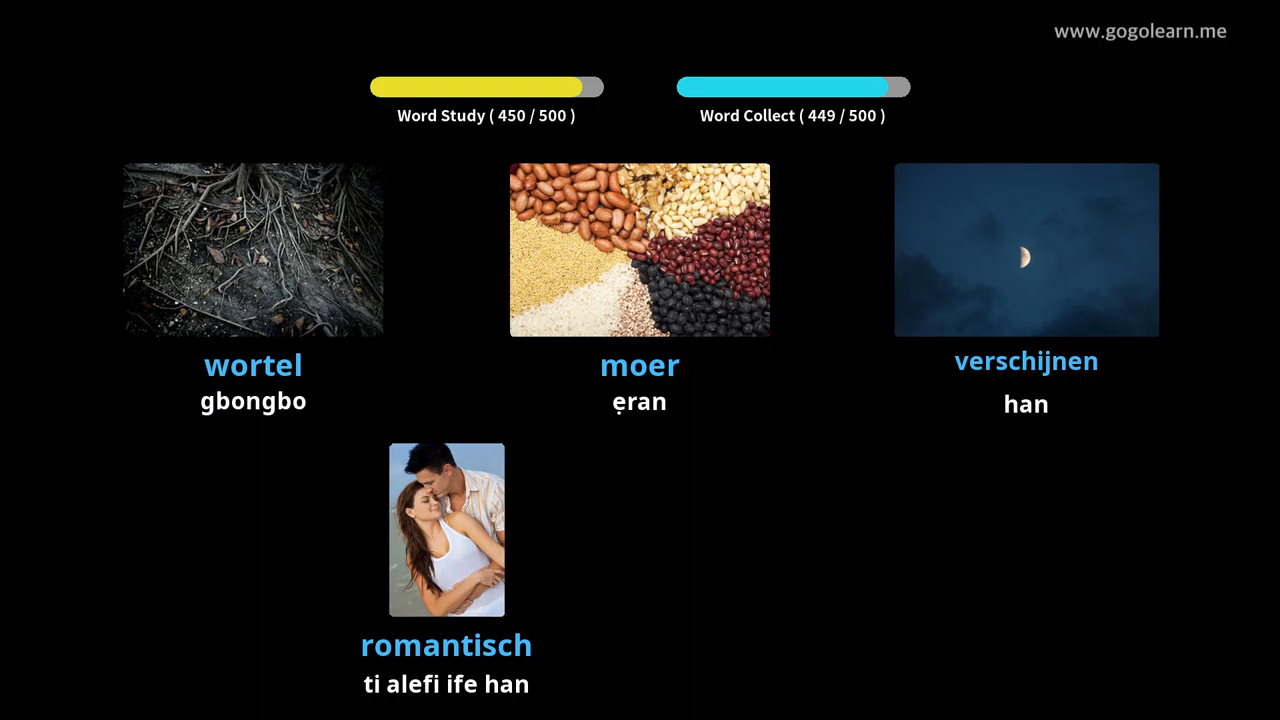 www.gogolearn.me
Word Study ( 450 / 500 )
Word Collect ( 449 / 500 )
wortel
gbongbo
moer
ẹran
verschijnen
han
romantisch
ti alefi ife han